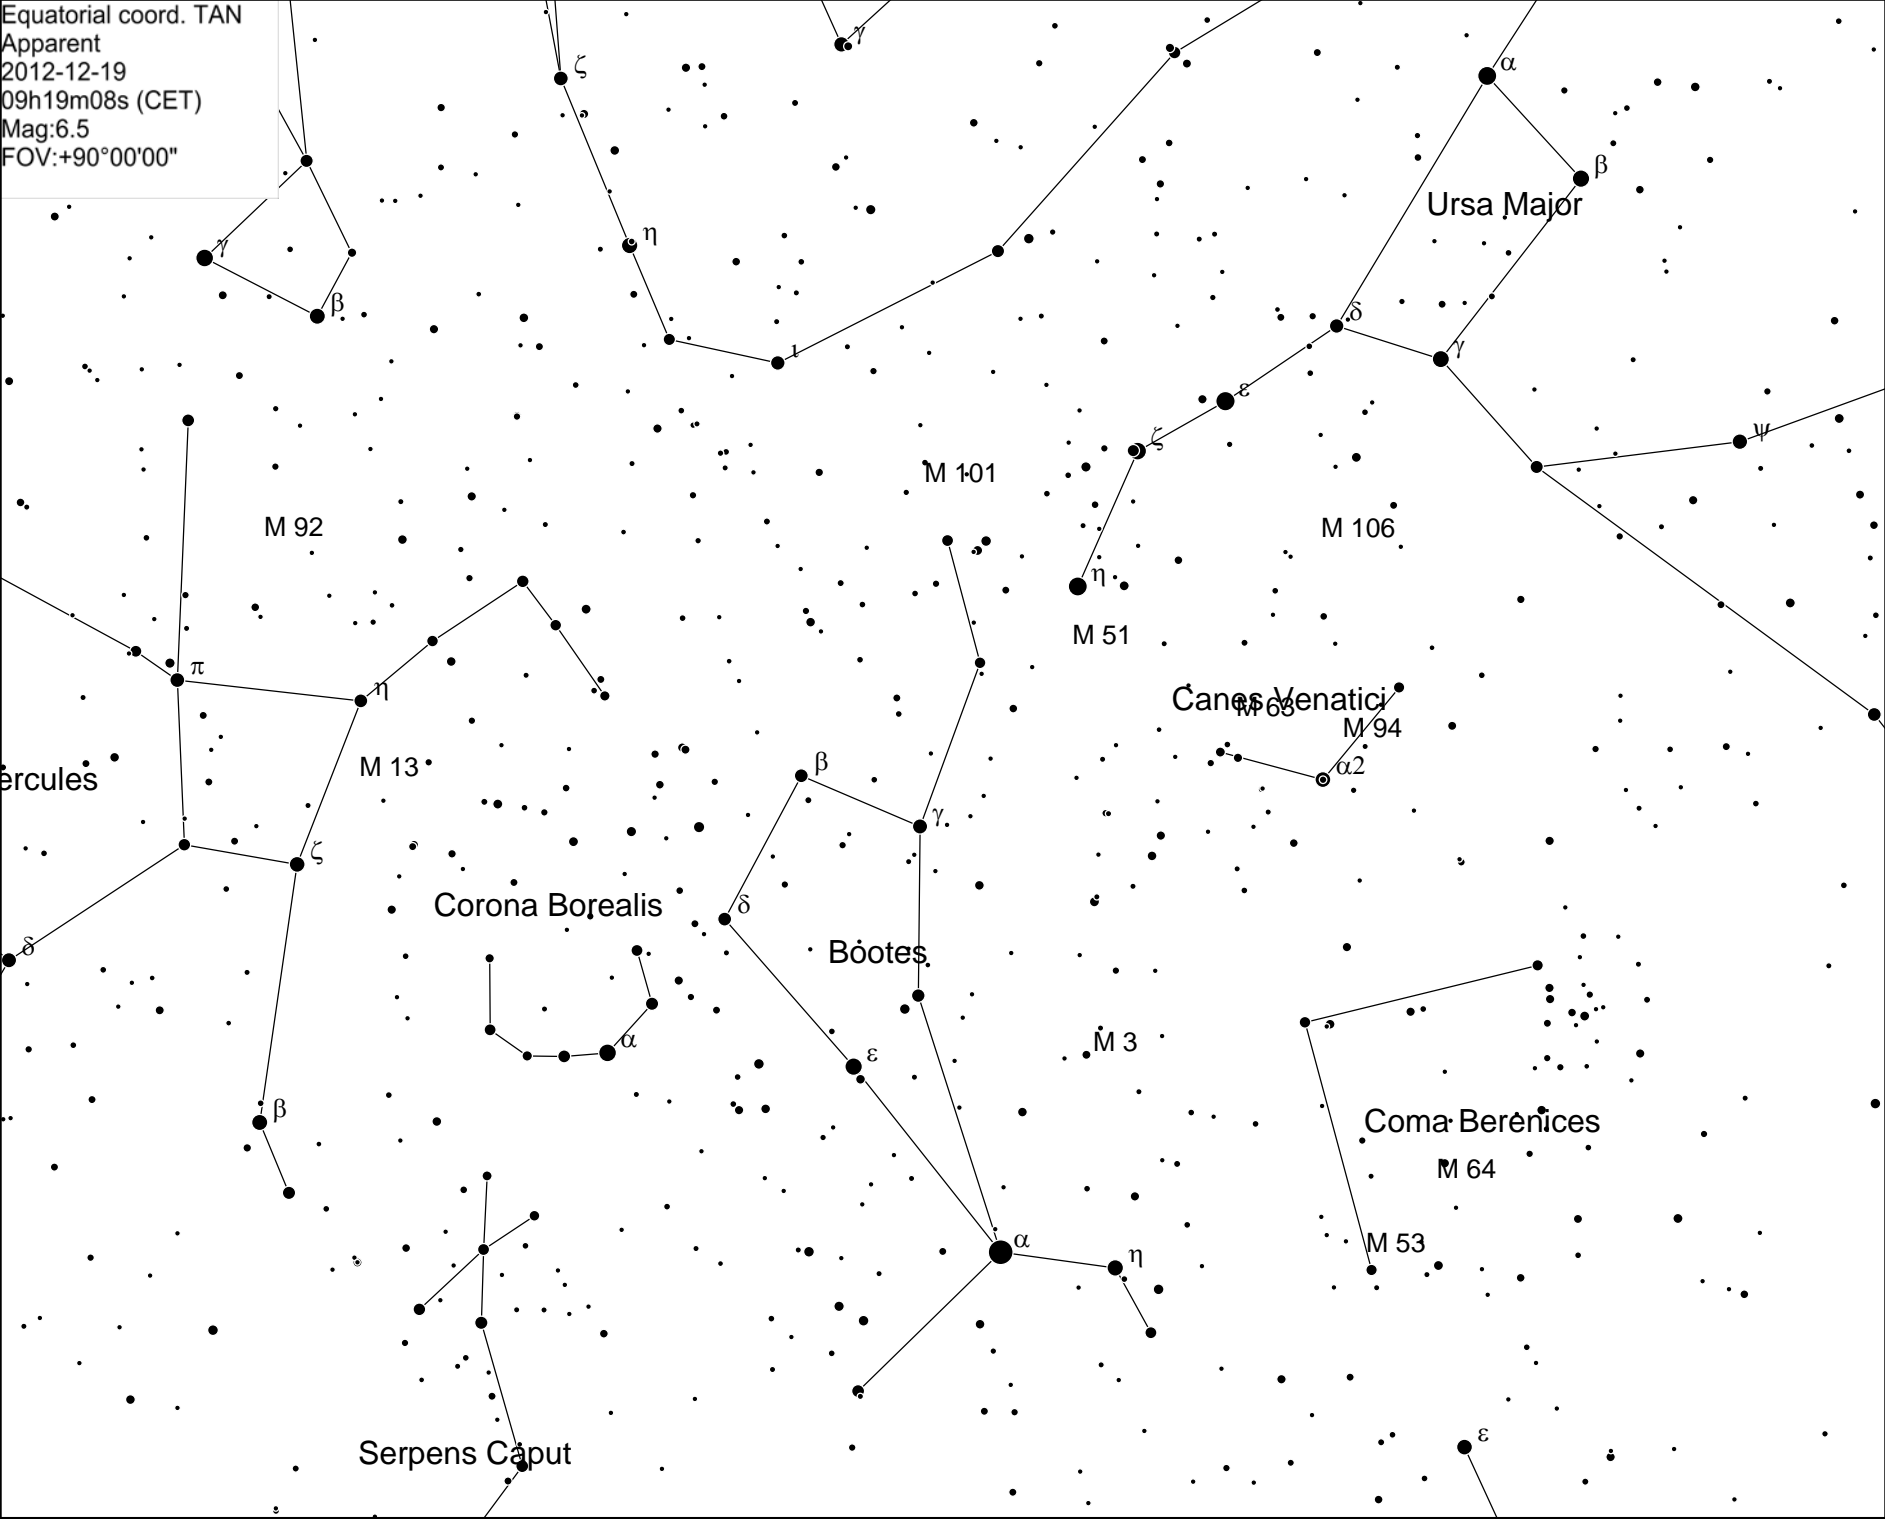 Equatorial coord. TAN
Apparent
2012-12-19
09h19m08s (CET)
Mag:6.5
FOV:+90°00'00"
γ
ζ
α
β
Ursa Major
η
γ
β
δ
ι
γ
ε
ψ
ζ
M 101
M 92
M 106
η
M 51
π
η
Canes Venatici
M 63
M 94
M 13
β
α2
ercules
γ
ζ
Corona Borealis
δ
δ
Bootes
α
M 3
ε
β
Coma Berenices
M 64
α
M 53
η
ε
Serpens Caput